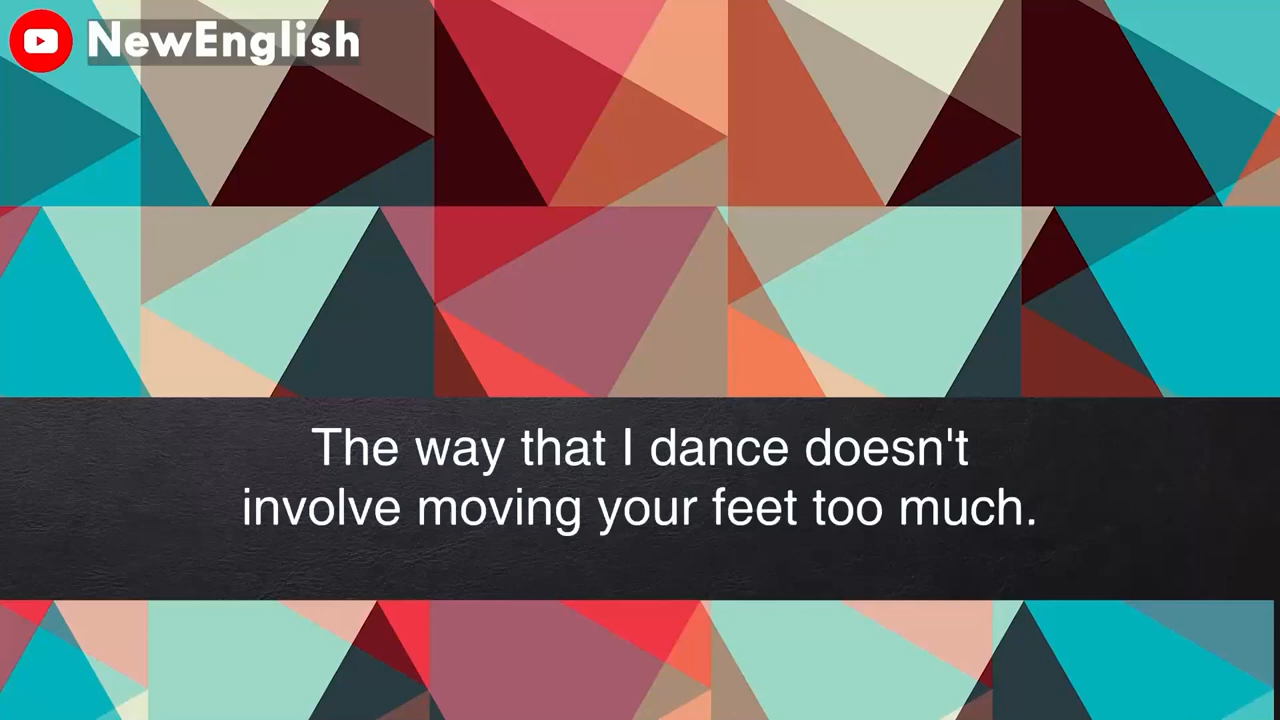 NewEnglish
The way that I dance doesn't
involve moving your feet too much.